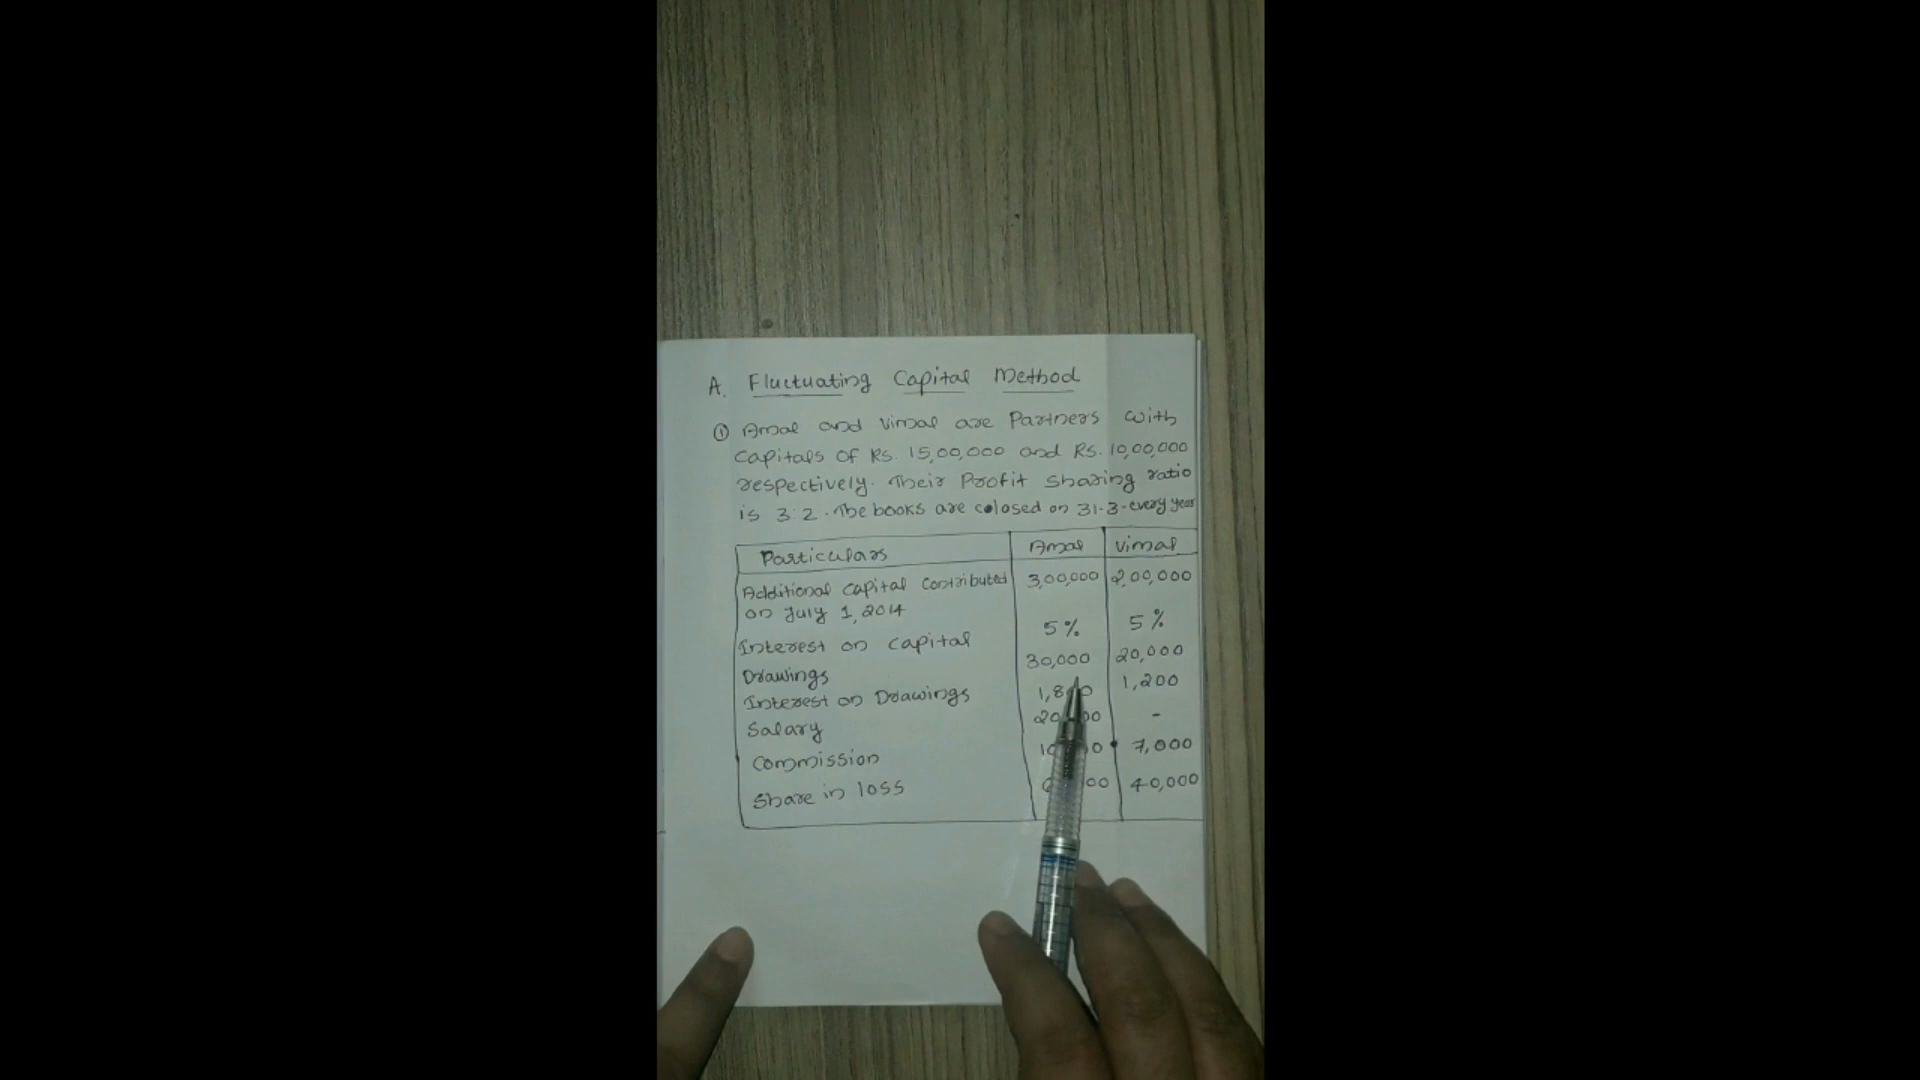 A. Fluctuating Capital Method
① Amal and Vimal are Partners with
Capitals of Rs. 15,00,000 and Rs. 10,00,000
respectively. Their Profit sharing ratio
is 3:2. The books are colosed on 31-3-every year
Particulars Amal Vimal
Additional Capital Contributed 3,00,000 2,00,000
on July 1, 2014
Interest on Capital 5% 5%
Drawings 30,000 20,000
Interest on Drawings 1,200
Salary -
Commission 7,000
Share in loss 40,000